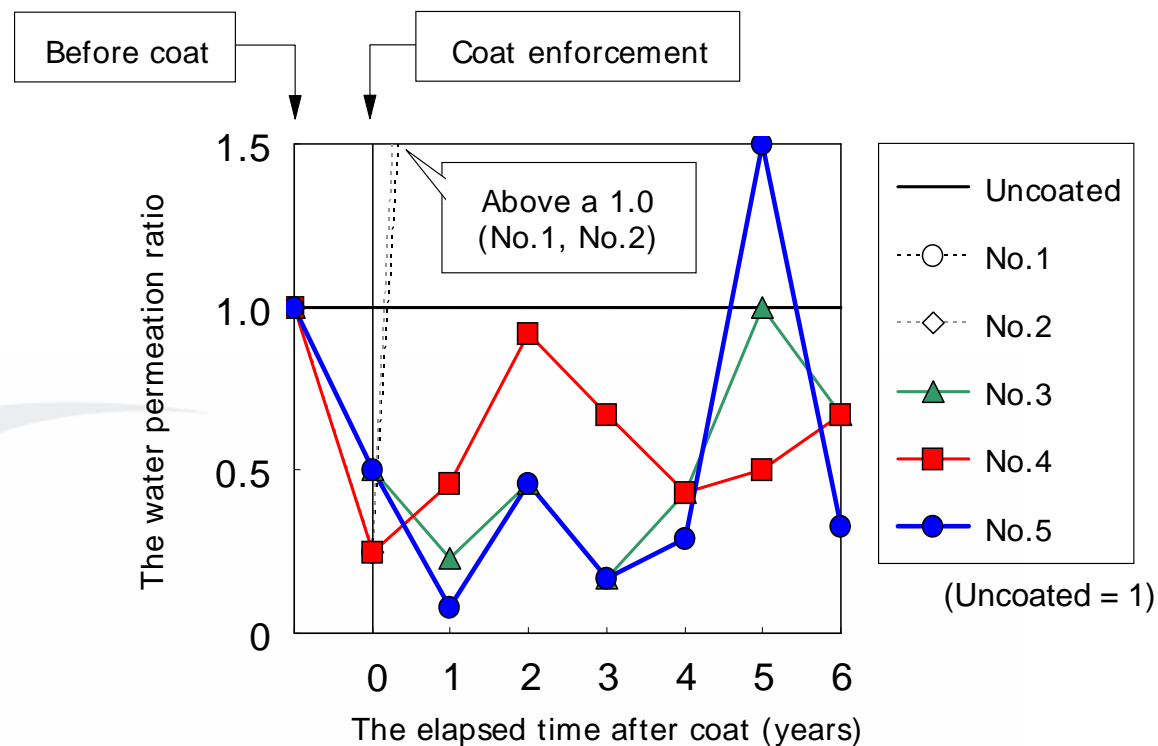 Before coat
Coat enforcement
The water permeation ratio
1.5
1.0
0.5
0
Above a 1.0
(No.1, No.2)
0 1 2 3 4 5 6
The elapsed time after coat (years)
Uncoated
No.1
No.2
No.3
No.4
No.5
(Uncoated = 1)